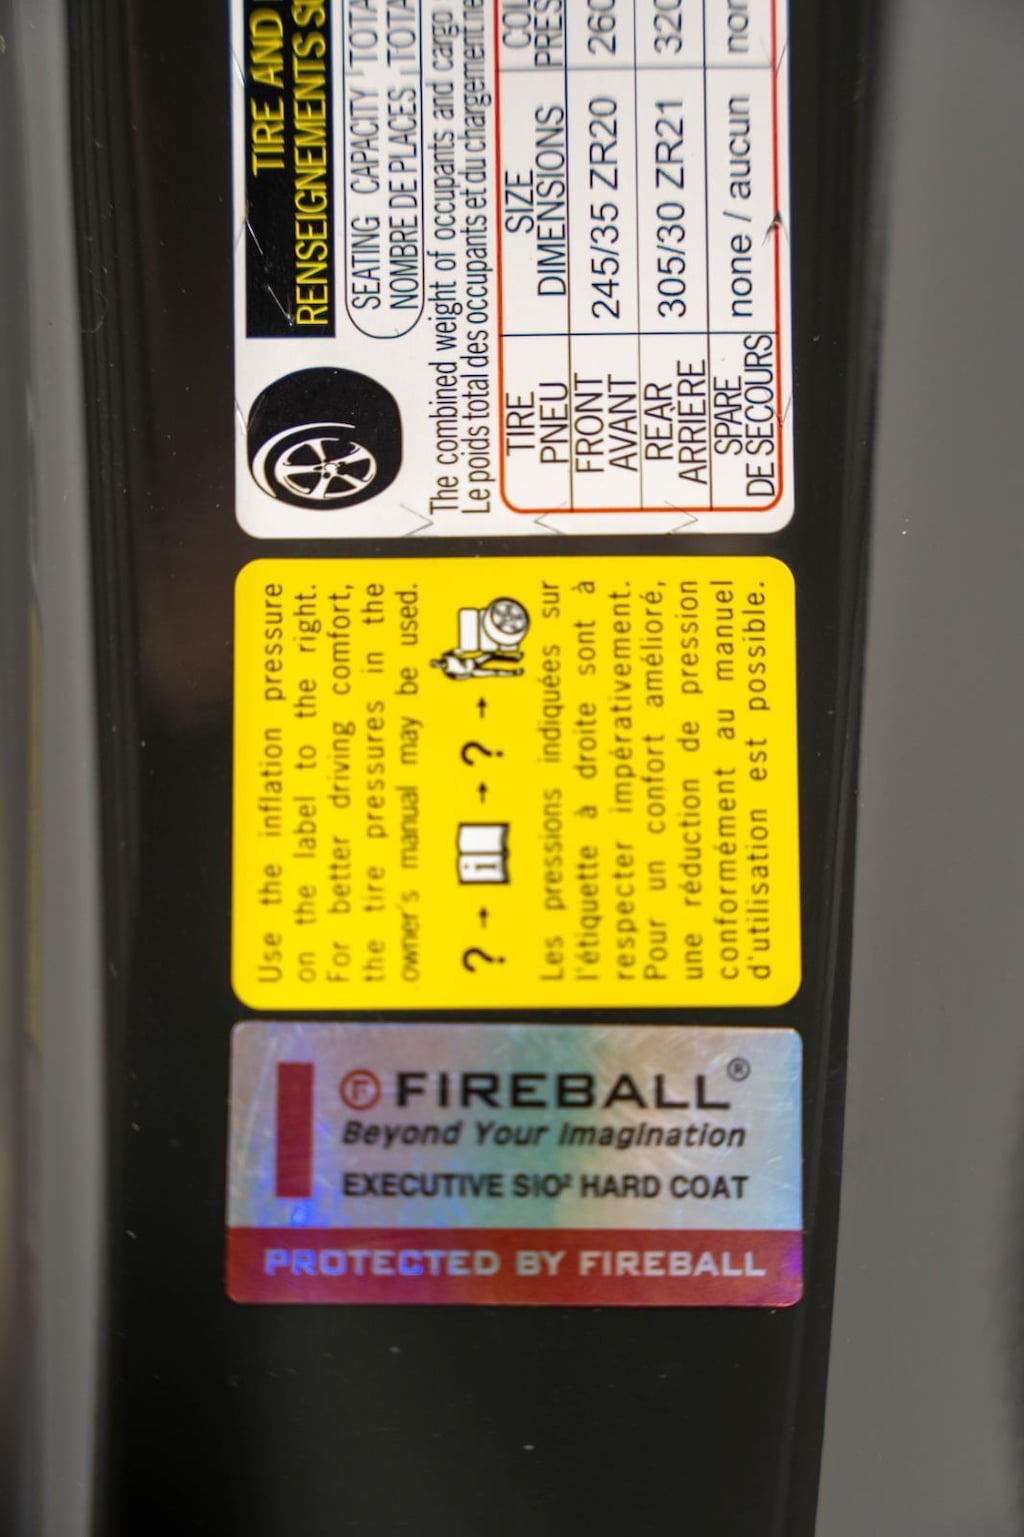 TIRE AND
RENSEIGNEMENTS
SEATING CAPACITY
NOMBRE DE PLACES
The combined weight of occupants and cargo
Le poids total des occupants et du chargement
TIRE SIZE
PNEU DIMENSIONS
FRONT 245/35 ZR20 260
AVANT
REAR 305/30 ZR21 320
ARRIÈRE
SPARE none / aucun
DE SECOURS
Use the inflation pressure
on the label to the right.
For better driving comfort,
the tire pressures in the
owner's manual may be used.
? → i → ? →
Les pressions indiquées sur
l'étiquette à droite sont à
respecter impérativement.
Pour un confort amélioré,
une réduction de pression
conformément au manuel
d'utilisation est possible.
F FIREBALL®
Beyond Your Imagination
EXECUTIVE SiO² HARD COAT
PROTECTED BY FIREBALL